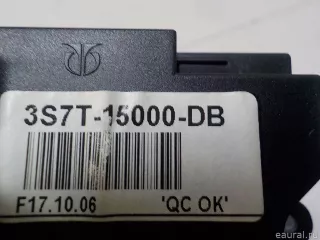 3S7T-15000-DB
F17.10.06 'QC OK'
eaural.ru